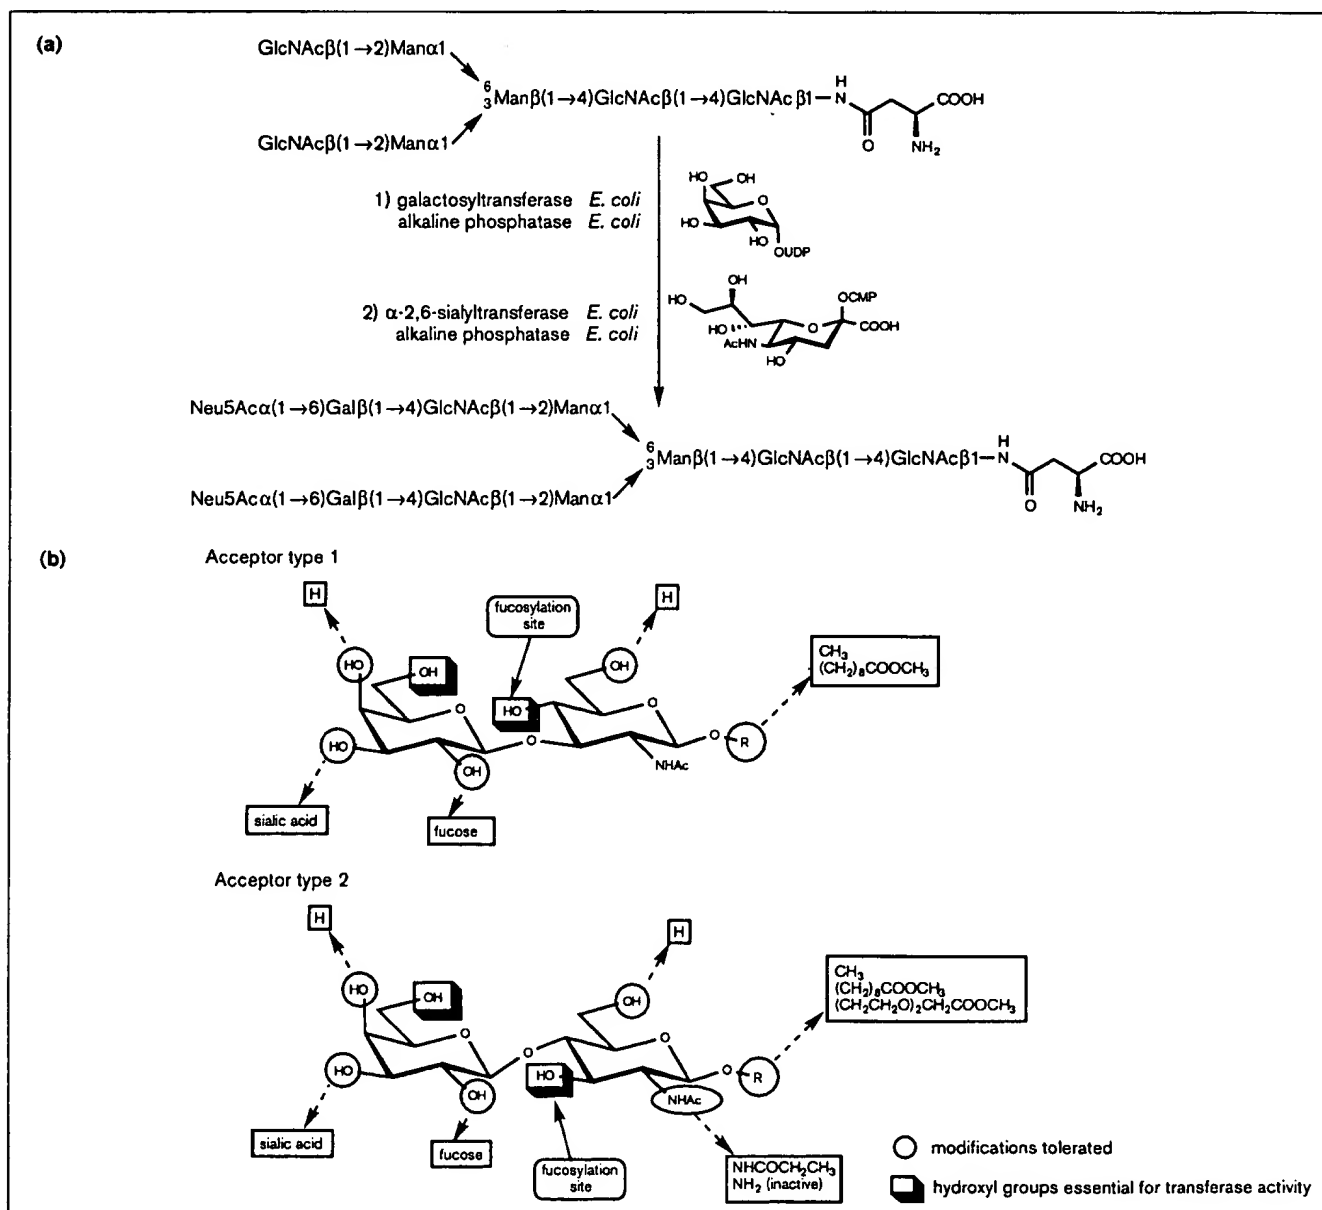 (a)
GlcNAcβ(1→2)Manα1
6
3Manβ(1→4)GlcNAcβ(1→4)GlcNAcβ1—N
H
COOH
O
NH2
GlcNAcβ(1→2)Manα1
1) galactosyltransferase E. coli
alkaline phosphatase E. coli
HO OH
O
HO
HO
OUDP
2) α-2,6-sialyltransferase E. coli
alkaline phosphatase E. coli
OH
HO
OCMP
HO
O
COOH
AcHN
HO
Neu5Acα(1→6)Galβ(1→4)GlcNAcβ(1→2)Manα1
6
3Manβ(1→4)GlcNAcβ(1→4)GlcNAcβ1—N
H
COOH
O
NH2
Neu5Acα(1→6)Galβ(1→4)GlcNAcβ(1→2)Manα1
(b)
Acceptor type 1
H
fucosylation
site
H
HO
OH
OH
CH3
(CH2)8COOCH3
HO
O
O
HO
O
O
R
OH
NHAc
sialic acid
fucose
Acceptor type 2
H
H
HO
OH
OH
CH3
(CH2)8COOCH3
(CH2CH2O)2CH2COOCH3
O
O
O
HO
HO
O
R
OH
NHAc
sialic acid
fucose
fucosylation
site
NHCOCH2CH3
NH2 (inactive)
modifications tolerated
hydroxyl groups essential for transferase activity